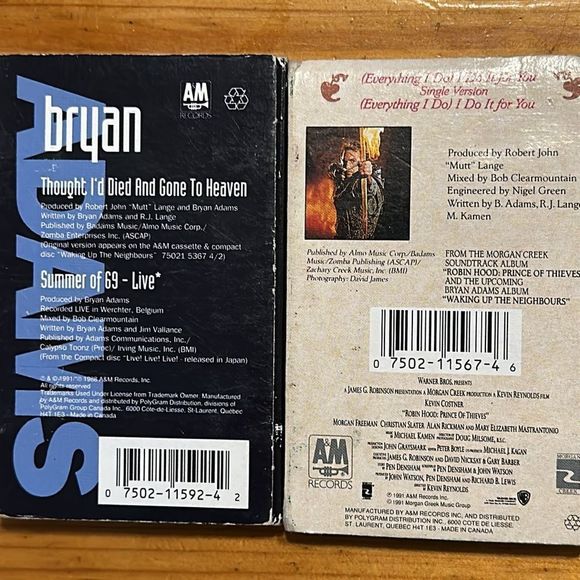 ADAMS
bryan
A&M
RECORDS
Thought I'd Died And Gone To Heaven
Produced by Robert John "Mutt" Lange and Bryan Adams
Written by Bryan Adams and R.J. Lange
Published by Badams Music/Almo Music Corp./
Zomba Enterprises Inc. (ASCAP)
(Original version appears on the A&M cassette & compact
disc "Waking Up The Neighbours" 75021 5367 4/2)
Summer of 69 - Live*
Produced by Bryan Adams
Recorded LIVE in Werchter, Belgium
Mixed by Bob Clearmountain
Written by Bryan Adams and Jim Vallance
Published by Adams Communications, Inc./
Calypso Toonz (Proc)/ Irving Music, Inc. (BMI)
(From the Compact disc "Live! Live! Live! - released in Japan)
℗ & © 1991/*© 1988 A&M Records, Inc.
All rights reserved
Trademarks Used Under License from Trademark Owner. Manufactured
by A&M Records and distributed by PolyGram Distribution, divisions of
PolyGram Group Canada Inc. 6000 Côte-de-Liesse, St-Laurent, Québec
H4T 1E3 - Made in Canada
0 75021-1592-4 2
(Everything I Do) I Do It for You
Single Version
(Everything I Do) I Do It for You
Produced by Robert John
"Mutt" Lange
Mixed by Bob Clearmountain
Engineered by Nigel Green
Written by B. Adams, R.J. Lange
M. Kamen
Published by Almo Music Corp/Badams
Music/Zomba Publishing (ASCAP)/
Zachary Creek Music, Inc (BMI)
Photography: David James
FROM THE MORGAN CREEK
SOUNDTRACK ALBUM
"ROBIN HOOD: PRINCE OF THIEVES
AND THE UPCOMING
BRYAN ADAMS ALBUM
"WAKING UP THE NEIGHBOURS"
0 7502-11567-4 6
WARNER BROS. PRESENTS
A JAMES G. ROBINSON PRESENTATION A MORGAN CREEK PRODUCTION A KEVIN REYNOLDS FILM
KEVIN COSTNER
"ROBIN HOOD: PRINCE OF THIEVES"
MORGAN FREEMAN CHRISTIAN SLATER ALAN RICKMAN AND MARY ELIZABETH MASTRANTONIO
MICHAEL KAMEN DOUG MILSOME, B.S.C.
JOHN GRAYSMARK PETER BOYLE MICHAEL J. KAGAN
JAMES G. ROBINSON AND DAVID NICKSAY & GARY BARBER
PEN DENSHAM PEN DENSHAM & JOHN WATSON
JOHN WATSON, PEN DENSHAM AND RICHARD B. LEWIS
KEVIN REYNOLDS
A&M
RECORDS
℗ 1991 A&M Records Inc.
© 1991 Morgan Creek Music Group
MANUFACTURED BY A&M RECORDS INC, AND DISTRIBUTED BY
POLYGRAM DISTRIBUTION INC., 6000 COTE DE LIESSE,
ST. LAURENT, QUEBEC H4T 1E3 - MADE IN CANADA